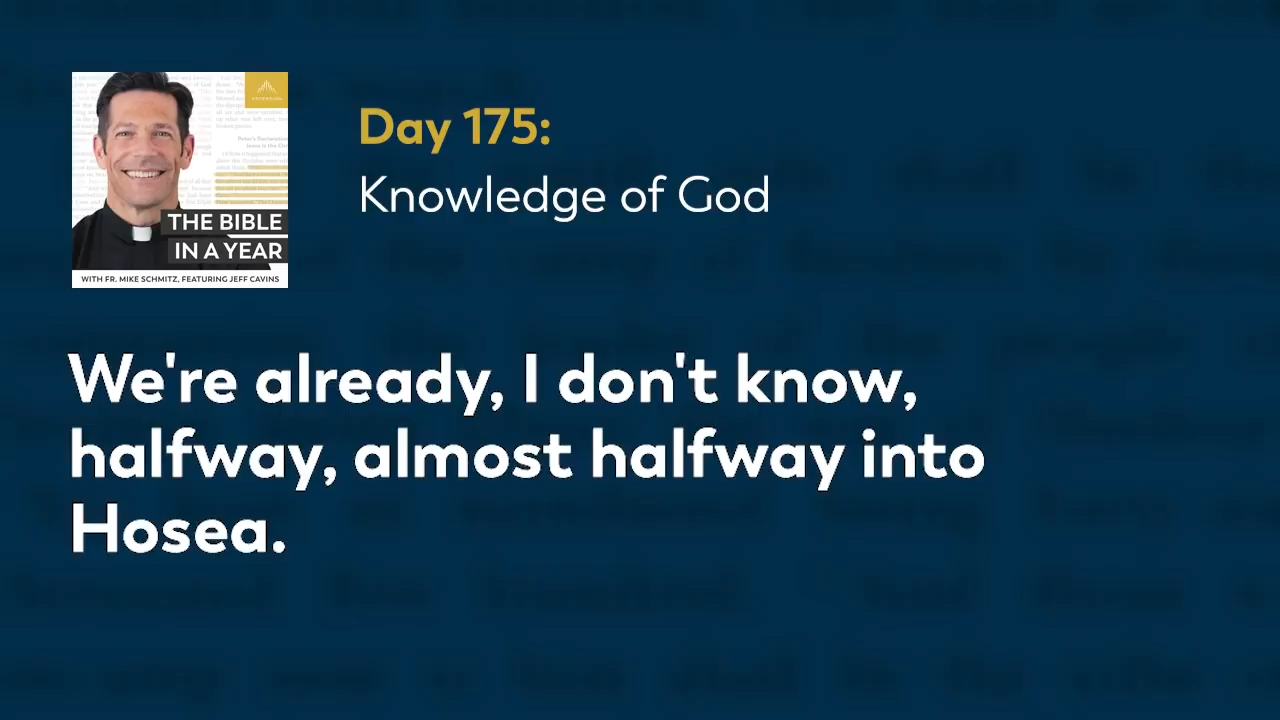 Day 175:
Knowledge of God
THE BIBLE
IN A YEAR
WITH FR. MIKE SCHMITZ, FEATURING JEFF CAVINS
We're already, I don't know,
halfway, almost halfway into
Hosea.